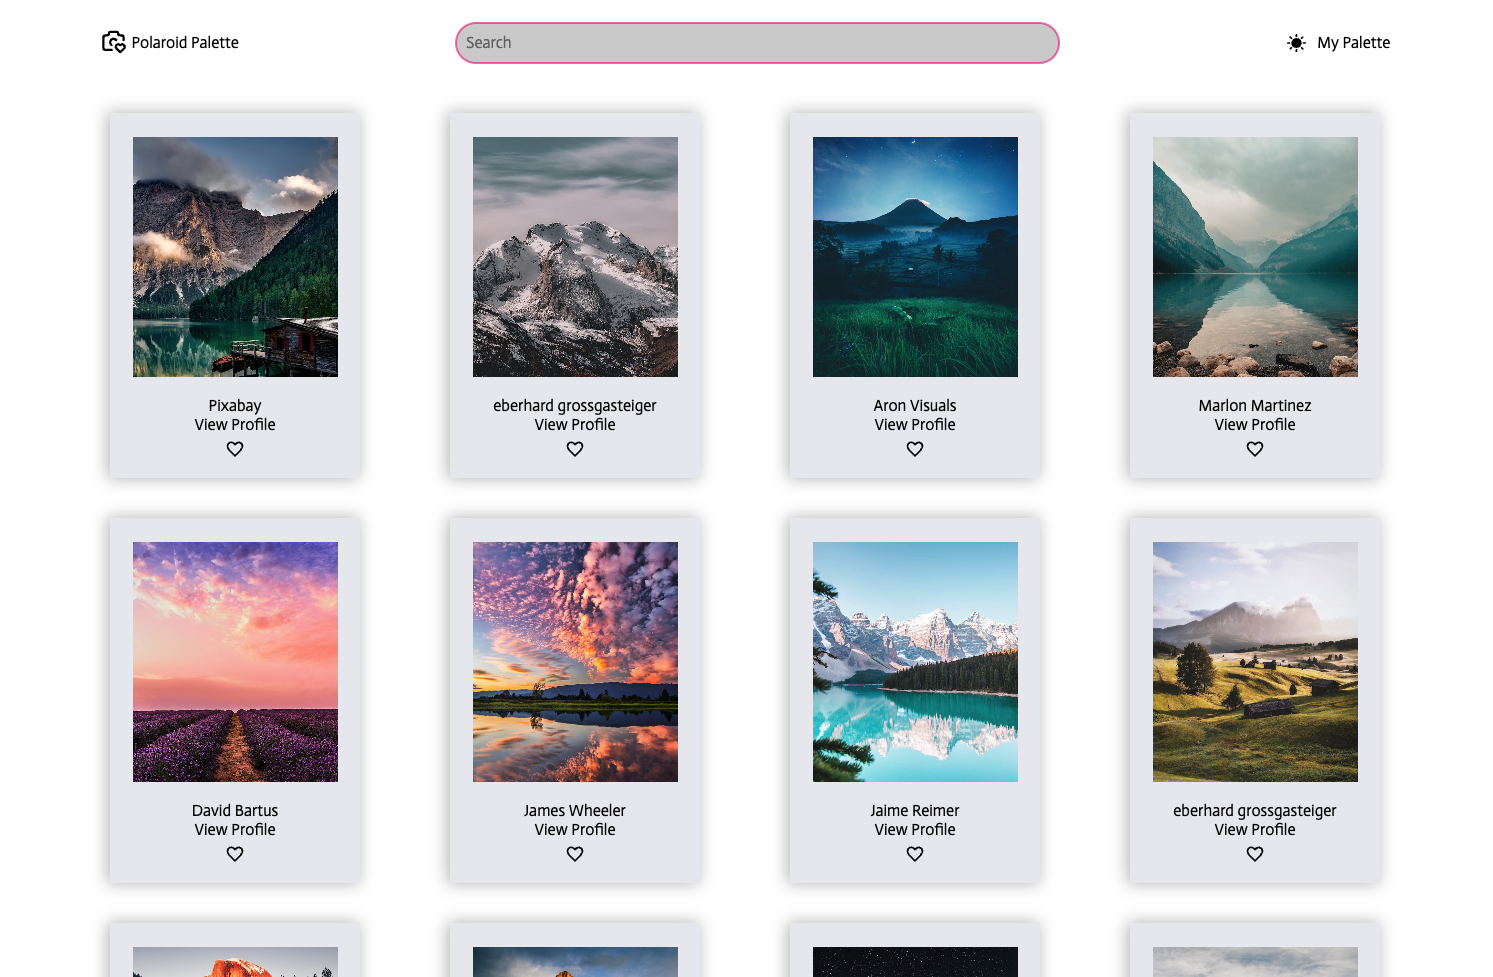 Polaroid Palette
Search
My Palette
Pixabay
View Profile
eberhard grossgasteiger
View Profile
Aron Visuals
View Profile
Marlon Martinez
View Profile
David Bartus
View Profile
James Wheeler
View Profile
Jaime Reimer
View Profile
eberhard grossgasteiger
View Profile